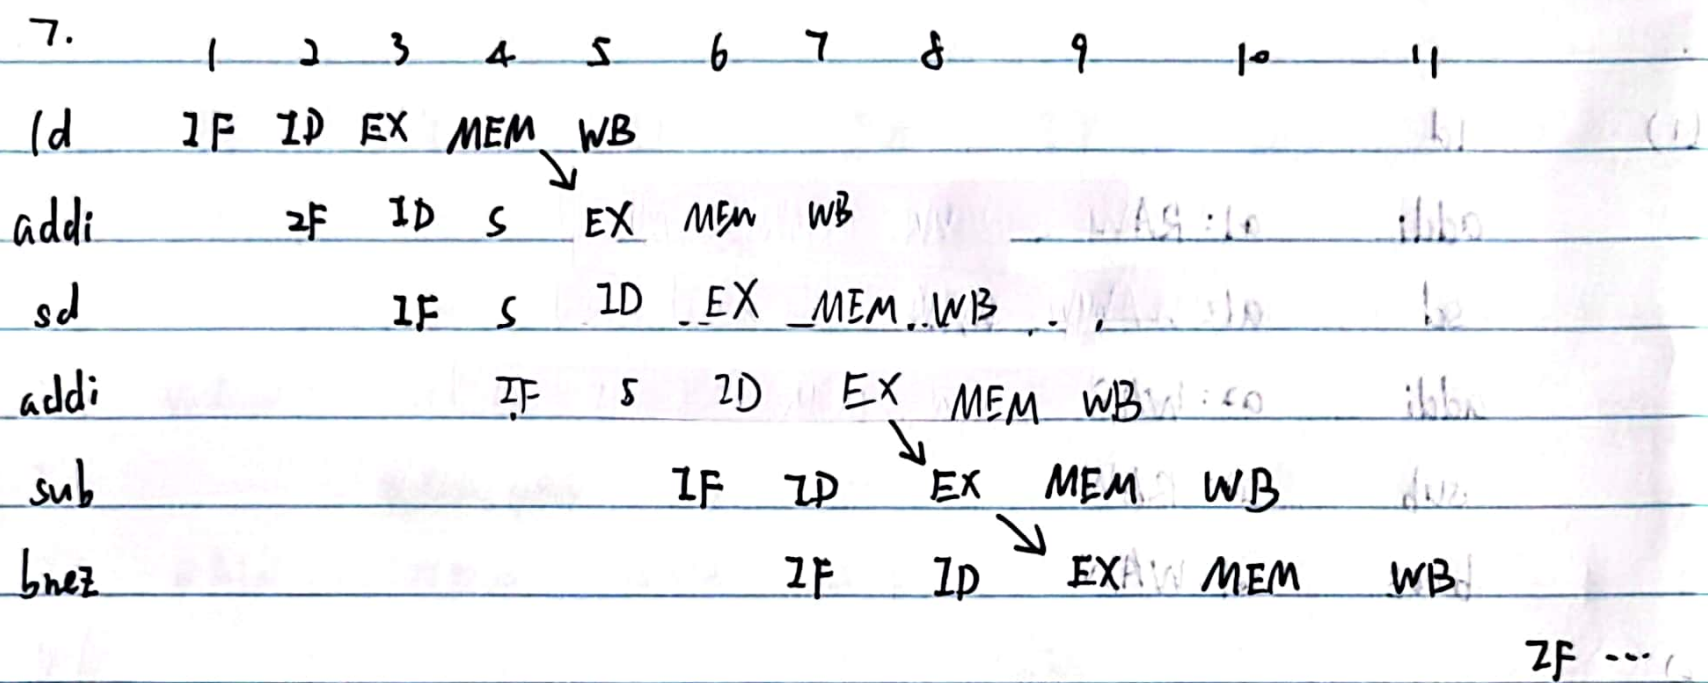 7. 1 2 3 4 5 6 7 8 9 10 11
ld IF ID EX MEM WB
addi IF ID S EX MEM WB
sd IF S ID EX MEM WB
addi IF S ID EX MEM WB
sub IF ID EX MEM WB
bnez IF ID EX MEM WB
IF ...